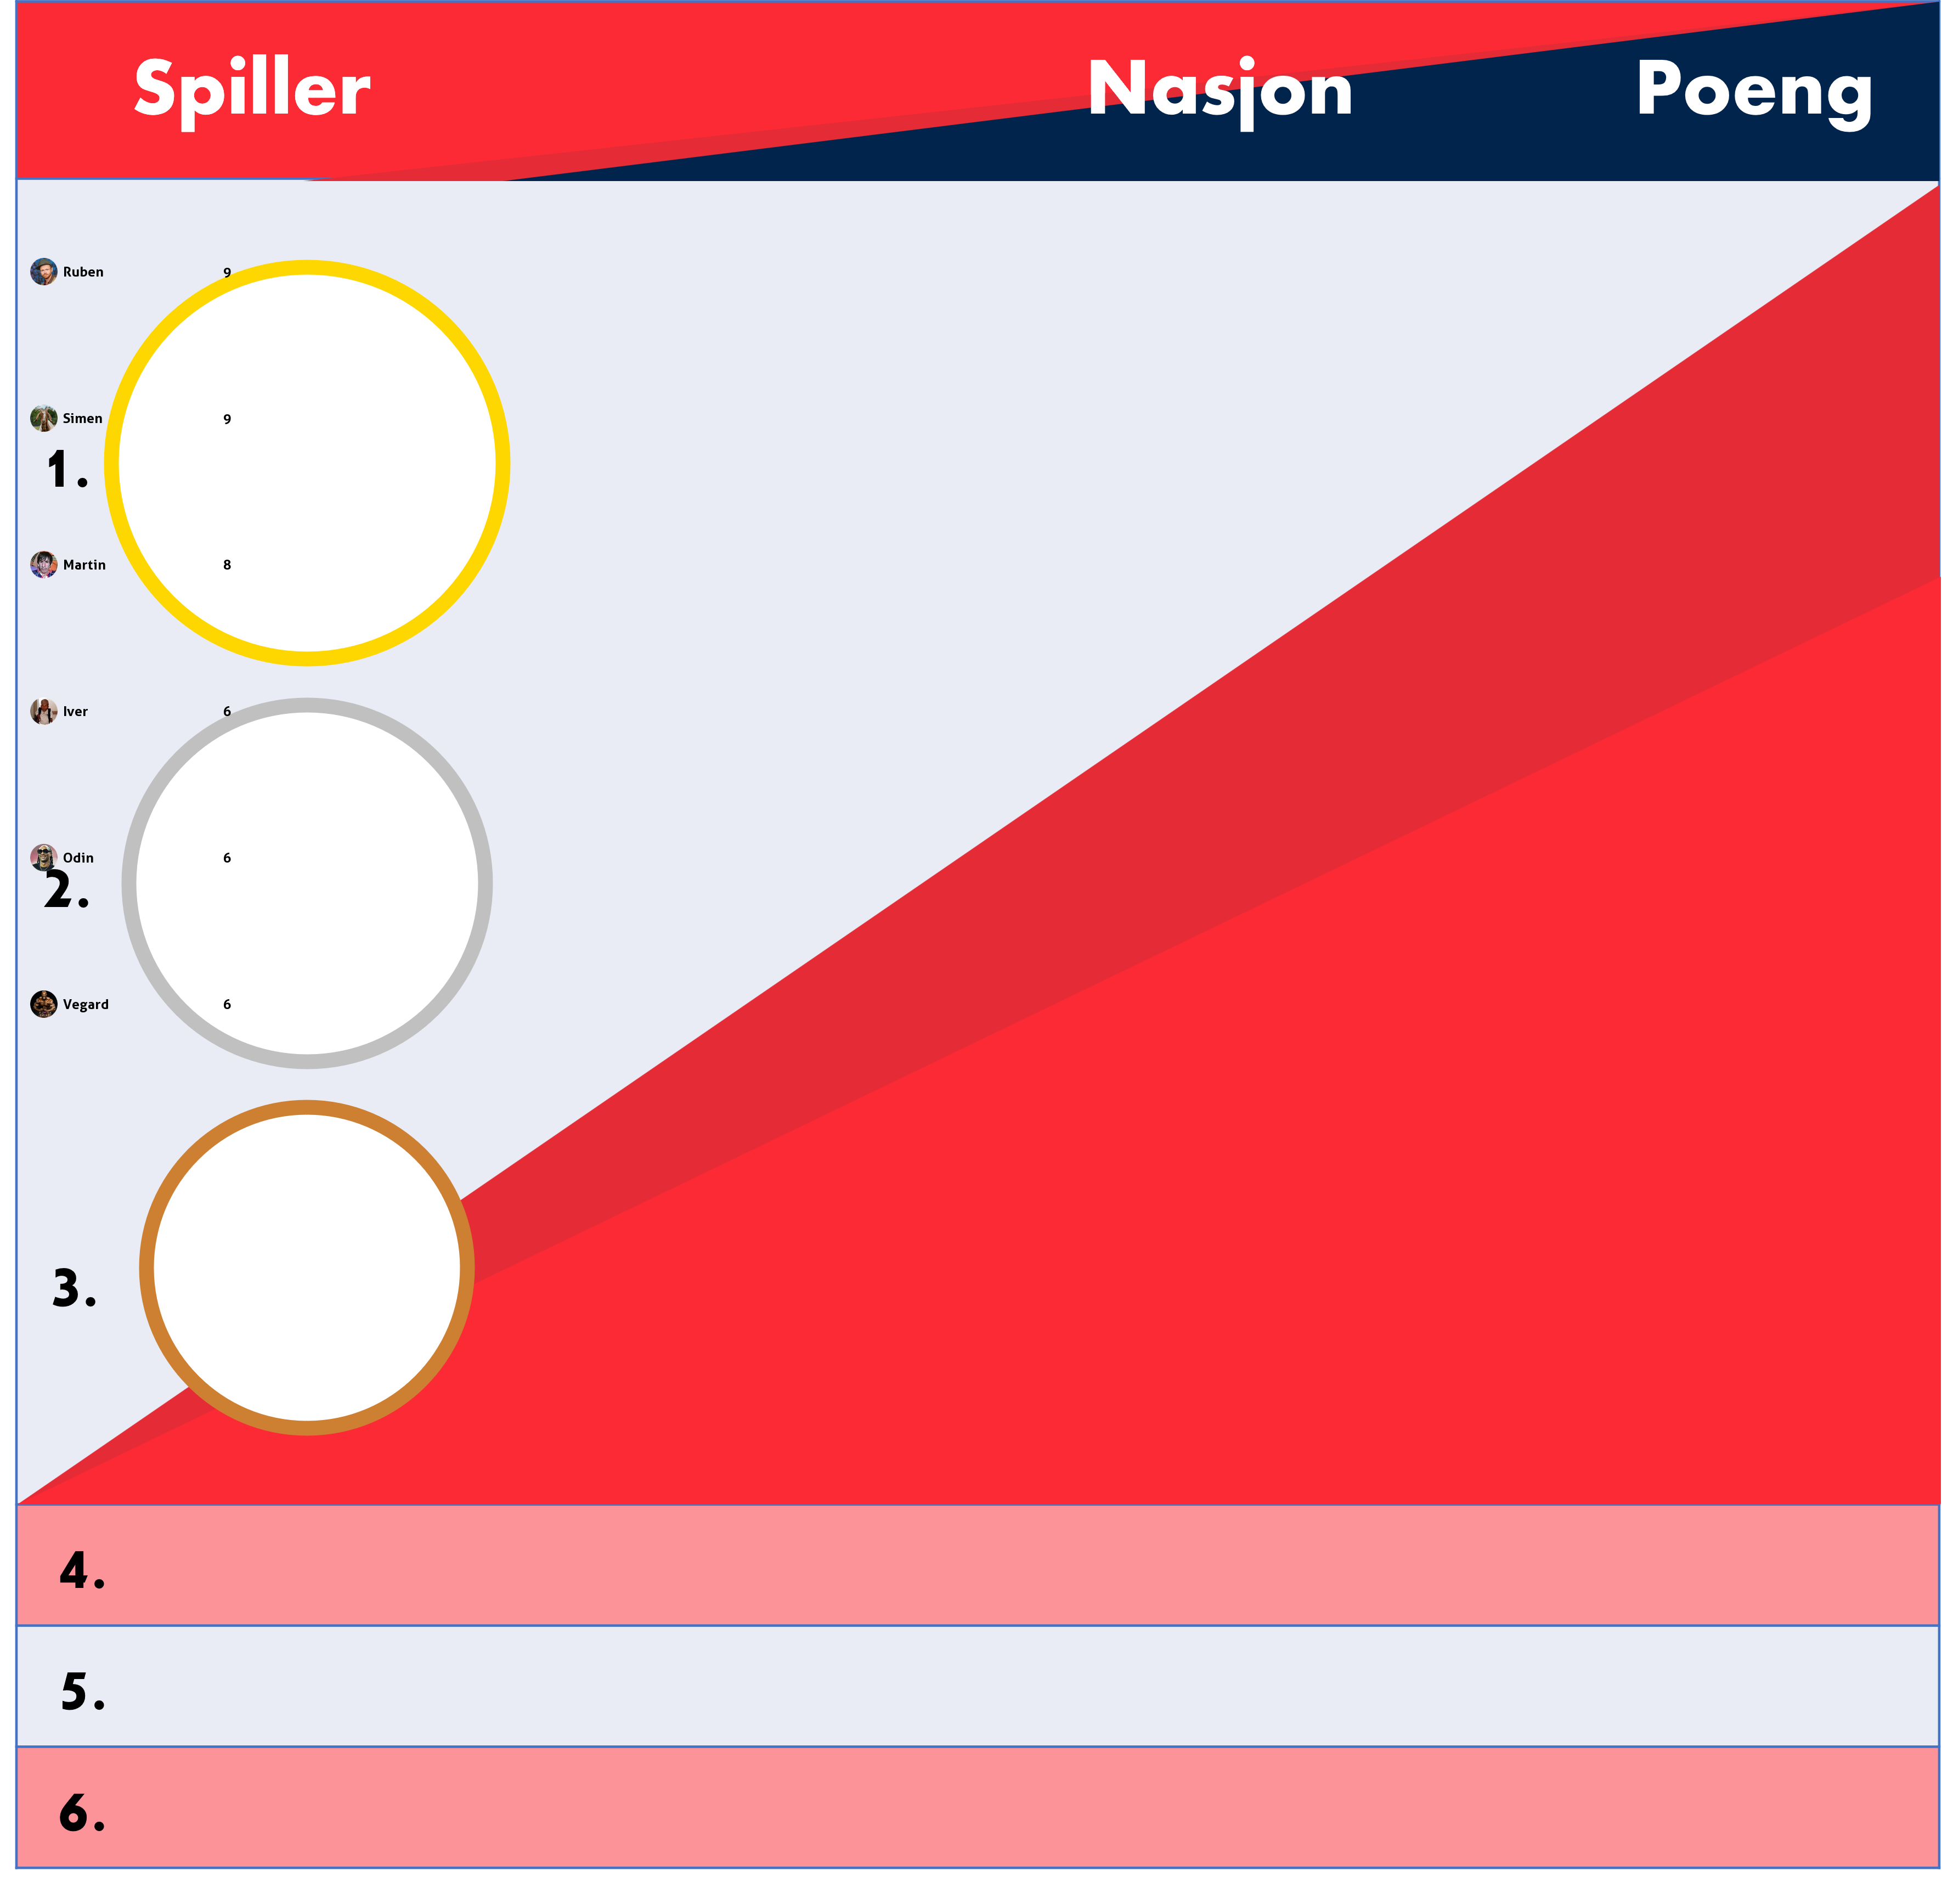 Spiller Nasjon Poeng
Ruben 9
Simen 9
1.
Martin 8
Iver 6
Odin 6
2.
Vegard 6
3.
4.
5.
6.